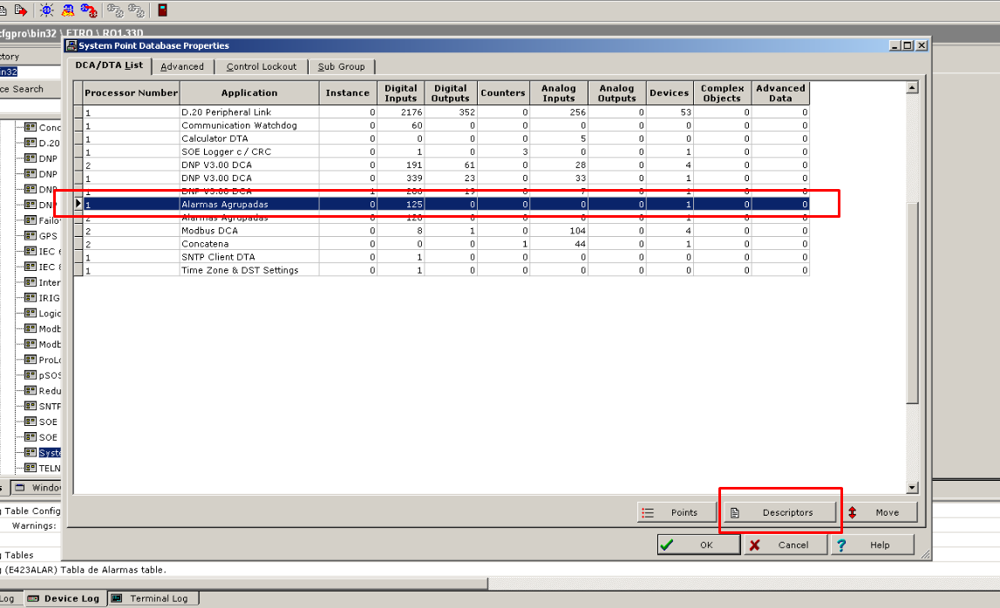 cfgpro\bin32 \ ETRO \ RO1-33D
System Point Database Properties
ctory
in32
ce Search
DCA/DTA List Advanced Control Lockout Sub Group
Processor Number Application Instance Digital Inputs Digital Outputs Counters Analog Inputs Analog Outputs Devices Complex Objects Advanced Data
1 D.20 Peripheral Link 0 2176 352 0 256 0 53 0 0
1 Communication Watchdog 0 60 0 0 0 0 0 0 0
1 Calculator DTA 0 0 0 0 5 0 0 0 0
1 SOE Logger c / CRC 0 1 0 3 0 0 1 0 0
2 DNP V3.00 DCA 0 191 61 0 28 0 4 0 0
1 DNP V3.00 DCA 0 339 23 0 33 0 1 0 0
1 DNP V3.00 DCA 1 206 19 0 7 0 1 0 0
1 Alarmas Agrupadas 0 125 0 0 0 0 1 0 0
2 Alarmas Agrupadas 0 120 0 0 0 0 1 0 0
2 Modbus DCA 0 8 1 0 104 0 4 0 0
2 Concatena 0 0 0 1 44 0 1 0 0
1 SNTP Client DTA 0 1 0 0 0 0 0 0 0
1 Time Zone & DST Settings 0 1 0 0 0 0 0 0 0
Conc
D.20
DNP
DNP
DNP
DNP
Failov
GPS
IEC 6
IEC 8
Inter
IRIG
Logic
Modb
Modb
ProLo
pSOS
Redu
SNTP
SOE
SOE
Syste
TELN
s Window
Points Descriptors Move
OK Cancel Help
g Table Config
Warnings:
g Tables
g (E423ALAR) Tabla de Alarmas table.
Log Device Log Terminal Log